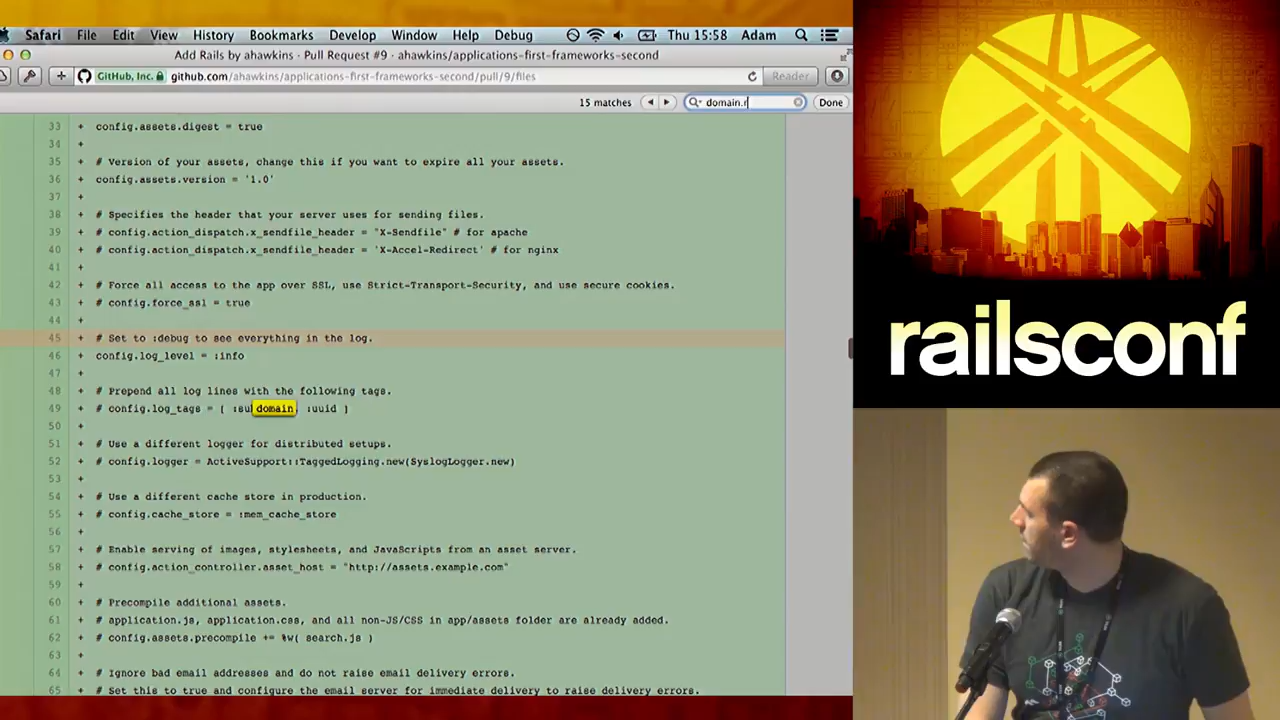 Safari File Edit View History Bookmarks Develop Window Help Debug Thu 15:58 Adam
Add Rails by ahawkins · Pull Request #9 · ahawkins/applications-first-frameworks-second
GitHub, Inc. github.com/ahawkins/applications-first-frameworks-second/pull/9/files Reader
15 matches domain.r Done
33 + config.assets.digest = true
34 +
35 + # Version of your assets, change this if you want to expire all your assets.
36 + config.assets.version = '1.0'
37 +
38 + # Specifies the header that your server uses for sending files.
39 + # config.action_dispatch.x_sendfile_header = "X-Sendfile" # for apache
40 + # config.action_dispatch.x_sendfile_header = 'X-Accel-Redirect' # for nginx
41 +
42 + # Force all access to the app over SSL, use Strict-Transport-Security, and use secure cookies.
43 + # config.force_ssl = true
44 +
45 + # Set to :debug to see everything in the log.
46 + config.log_level = :info
47 +
48 + # Prepend all log lines with the following tags.
49 + # config.log_tags = [ :subdomain, :uuid ]
50 +
51 + # Use a different logger for distributed setups.
52 + # config.logger = ActiveSupport::TaggedLogging.new(SyslogLogger.new)
53 +
54 + # Use a different cache store in production.
55 + # config.cache_store = :mem_cache_store
56 +
57 + # Enable serving of images, stylesheets, and JavaScripts from an asset server.
58 + # config.action_controller.asset_host = "http://assets.example.com"
59 +
60 + # Precompile additional assets.
61 + # application.js, application.css, and all non-JS/CSS in app/assets folder are already added.
62 + # config.assets.precompile += %w( search.js )
63 +
64 + # Ignore bad email addresses and do not raise email delivery errors.
65 + # Set this to true and configure the email server for immediate delivery to raise delivery errors.
railsconf